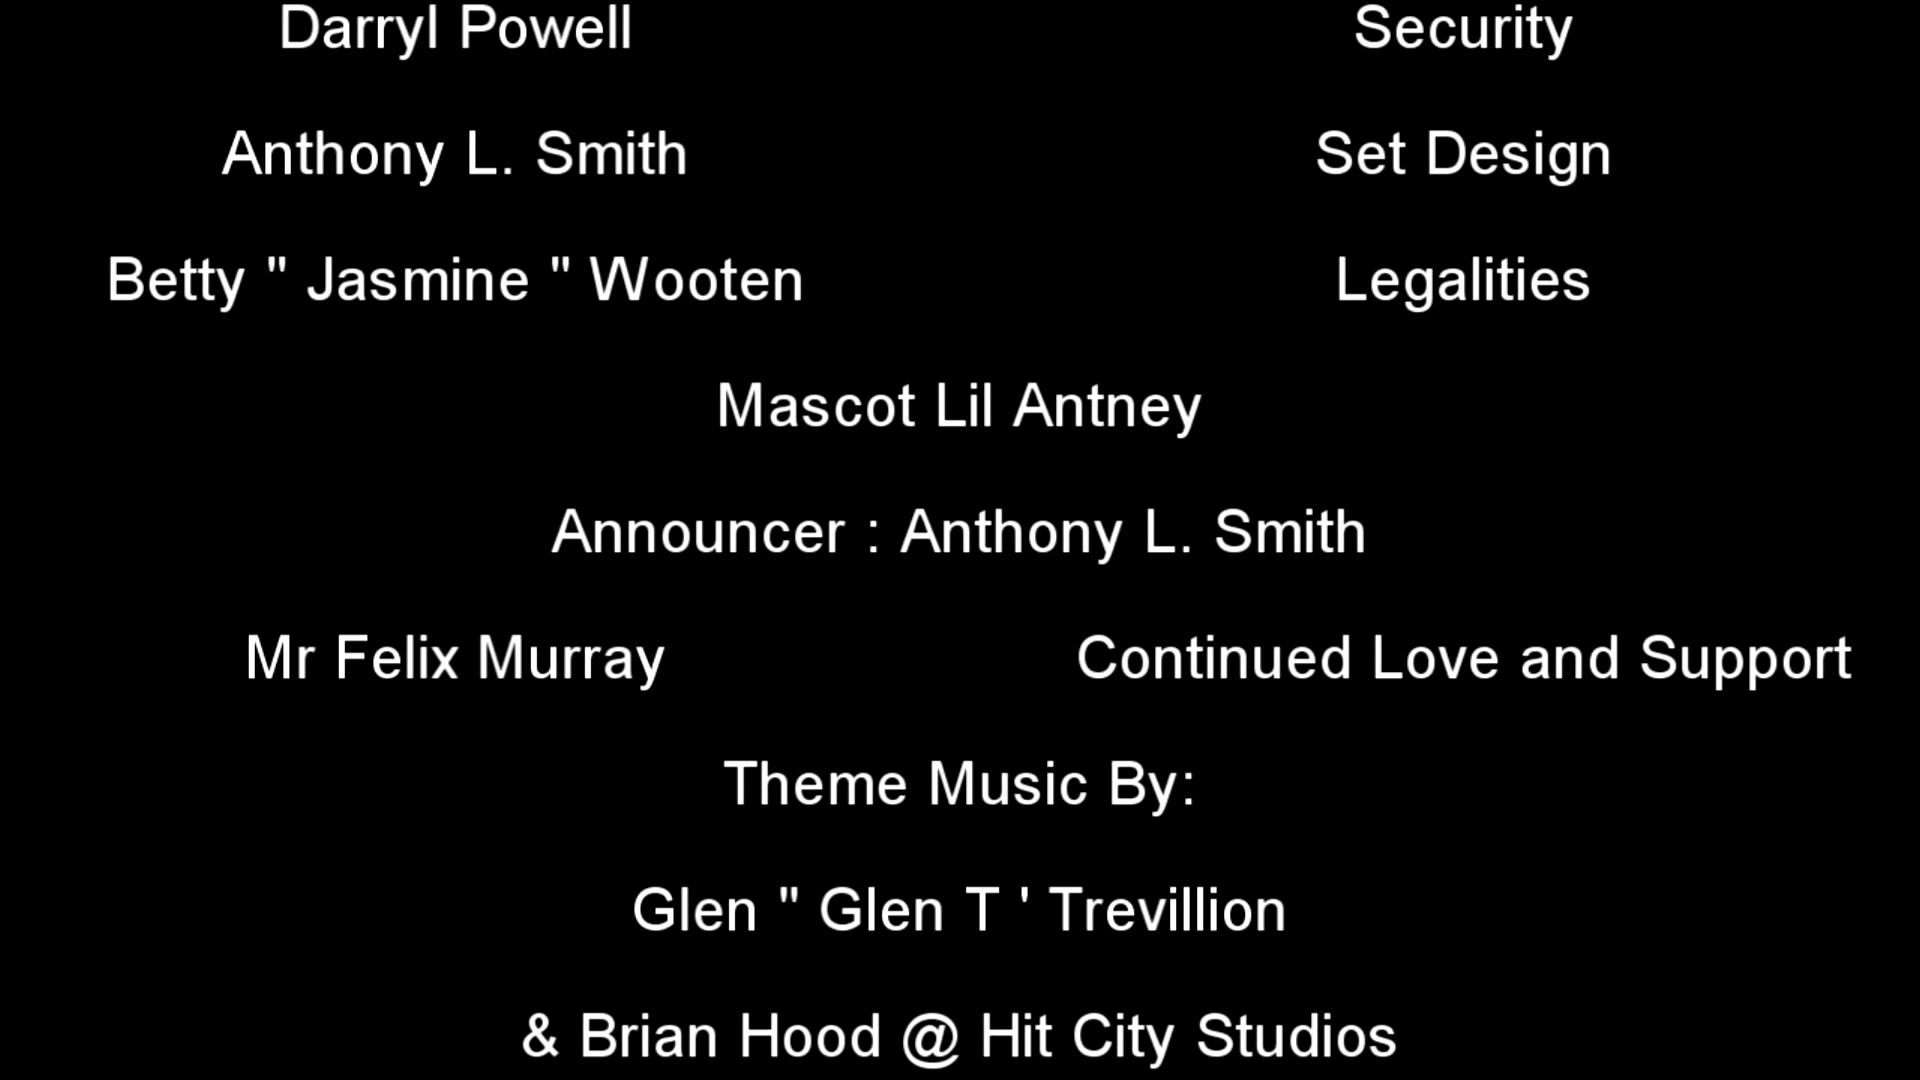 Darryl Powell Security
Anthony L. Smith Set Design
Betty " Jasmine " Wooten Legalities
Mascot Lil Antney
Announcer : Anthony L. Smith
Mr Felix Murray Continued Love and Support
Theme Music By:
Glen " Glen T ' Trevillion
& Brian Hood @ Hit City Studios